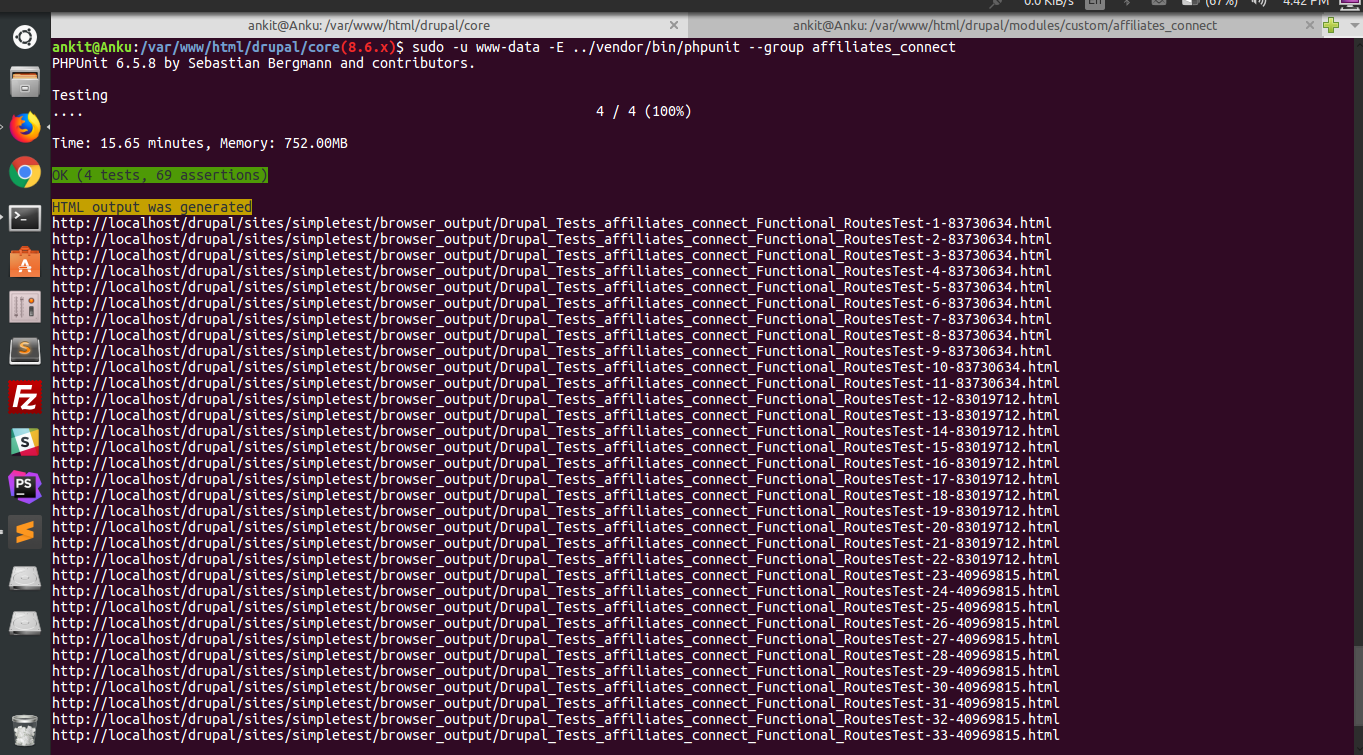 0.0 KiB/s En (67%) 4:42 PM
ankit@Anku: /var/www/html/drupal/core × ankit@Anku: /var/www/html/drupal/modules/custom/affiliates_connect ×
ankit@Anku:/var/www/html/drupal/core(8.6.x)$ sudo -u www-data -E ../vendor/bin/phpunit --group affiliates_connect
PHPUnit 6.5.8 by Sebastian Bergmann and contributors.
Testing
.... 4 / 4 (100%)
Time: 15.65 minutes, Memory: 752.00MB
OK (4 tests, 69 assertions)
HTML output was generated
http://localhost/drupal/sites/simpletest/browser_output/Drupal_Tests_affiliates_connect_Functional_RoutesTest-1-83730634.html
http://localhost/drupal/sites/simpletest/browser_output/Drupal_Tests_affiliates_connect_Functional_RoutesTest-2-83730634.html
http://localhost/drupal/sites/simpletest/browser_output/Drupal_Tests_affiliates_connect_Functional_RoutesTest-3-83730634.html
http://localhost/drupal/sites/simpletest/browser_output/Drupal_Tests_affiliates_connect_Functional_RoutesTest-4-83730634.html
http://localhost/drupal/sites/simpletest/browser_output/Drupal_Tests_affiliates_connect_Functional_RoutesTest-5-83730634.html
http://localhost/drupal/sites/simpletest/browser_output/Drupal_Tests_affiliates_connect_Functional_RoutesTest-6-83730634.html
http://localhost/drupal/sites/simpletest/browser_output/Drupal_Tests_affiliates_connect_Functional_RoutesTest-7-83730634.html
http://localhost/drupal/sites/simpletest/browser_output/Drupal_Tests_affiliates_connect_Functional_RoutesTest-8-83730634.html
http://localhost/drupal/sites/simpletest/browser_output/Drupal_Tests_affiliates_connect_Functional_RoutesTest-9-83730634.html
http://localhost/drupal/sites/simpletest/browser_output/Drupal_Tests_affiliates_connect_Functional_RoutesTest-10-83730634.html
http://localhost/drupal/sites/simpletest/browser_output/Drupal_Tests_affiliates_connect_Functional_RoutesTest-11-83730634.html
http://localhost/drupal/sites/simpletest/browser_output/Drupal_Tests_affiliates_connect_Functional_RoutesTest-12-83019712.html
http://localhost/drupal/sites/simpletest/browser_output/Drupal_Tests_affiliates_connect_Functional_RoutesTest-13-83019712.html
http://localhost/drupal/sites/simpletest/browser_output/Drupal_Tests_affiliates_connect_Functional_RoutesTest-14-83019712.html
http://localhost/drupal/sites/simpletest/browser_output/Drupal_Tests_affiliates_connect_Functional_RoutesTest-15-83019712.html
http://localhost/drupal/sites/simpletest/browser_output/Drupal_Tests_affiliates_connect_Functional_RoutesTest-16-83019712.html
http://localhost/drupal/sites/simpletest/browser_output/Drupal_Tests_affiliates_connect_Functional_RoutesTest-17-83019712.html
http://localhost/drupal/sites/simpletest/browser_output/Drupal_Tests_affiliates_connect_Functional_RoutesTest-18-83019712.html
http://localhost/drupal/sites/simpletest/browser_output/Drupal_Tests_affiliates_connect_Functional_RoutesTest-19-83019712.html
http://localhost/drupal/sites/simpletest/browser_output/Drupal_Tests_affiliates_connect_Functional_RoutesTest-20-83019712.html
http://localhost/drupal/sites/simpletest/browser_output/Drupal_Tests_affiliates_connect_Functional_RoutesTest-21-83019712.html
http://localhost/drupal/sites/simpletest/browser_output/Drupal_Tests_affiliates_connect_Functional_RoutesTest-22-83019712.html
http://localhost/drupal/sites/simpletest/browser_output/Drupal_Tests_affiliates_connect_Functional_RoutesTest-23-40969815.html
http://localhost/drupal/sites/simpletest/browser_output/Drupal_Tests_affiliates_connect_Functional_RoutesTest-24-40969815.html
http://localhost/drupal/sites/simpletest/browser_output/Drupal_Tests_affiliates_connect_Functional_RoutesTest-25-40969815.html
http://localhost/drupal/sites/simpletest/browser_output/Drupal_Tests_affiliates_connect_Functional_RoutesTest-26-40969815.html
http://localhost/drupal/sites/simpletest/browser_output/Drupal_Tests_affiliates_connect_Functional_RoutesTest-27-40969815.html
http://localhost/drupal/sites/simpletest/browser_output/Drupal_Tests_affiliates_connect_Functional_RoutesTest-28-40969815.html
http://localhost/drupal/sites/simpletest/browser_output/Drupal_Tests_affiliates_connect_Functional_RoutesTest-29-40969815.html
http://localhost/drupal/sites/simpletest/browser_output/Drupal_Tests_affiliates_connect_Functional_RoutesTest-30-40969815.html
http://localhost/drupal/sites/simpletest/browser_output/Drupal_Tests_affiliates_connect_Functional_RoutesTest-31-40969815.html
http://localhost/drupal/sites/simpletest/browser_output/Drupal_Tests_affiliates_connect_Functional_RoutesTest-32-40969815.html
http://localhost/drupal/sites/simpletest/browser_output/Drupal_Tests_affiliates_connect_Functional_RoutesTest-33-40969815.html